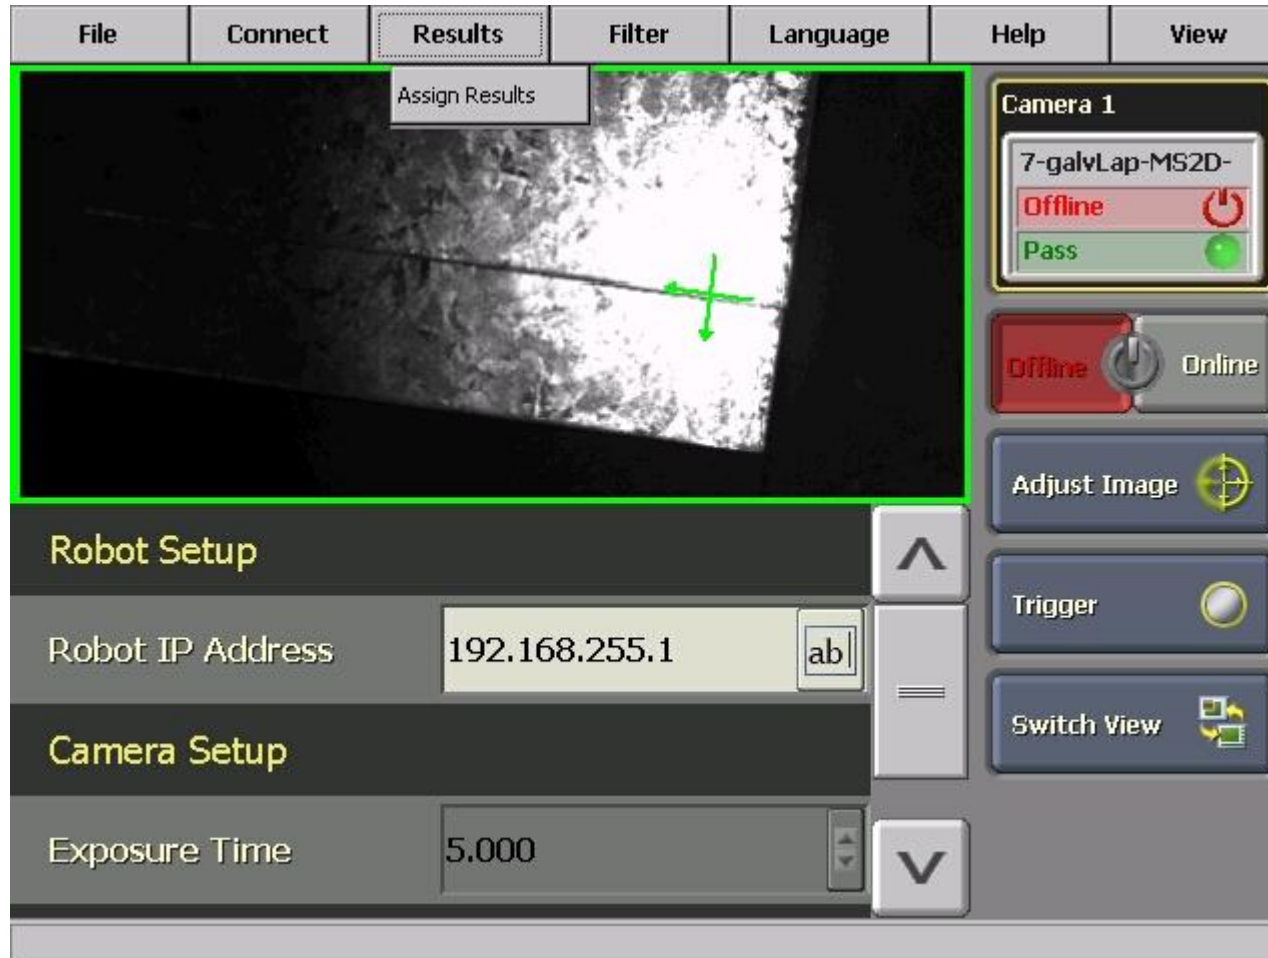 File Connect Results Filter Language Help View
Assign Results
Camera 1
7-galvLap-MS2D-
Offline
Pass
Offline Online
Adjust Image
Trigger
Switch View
Robot Setup
Robot IP Address 192.168.255.1 ab
Camera Setup
Exposure Time 5.000